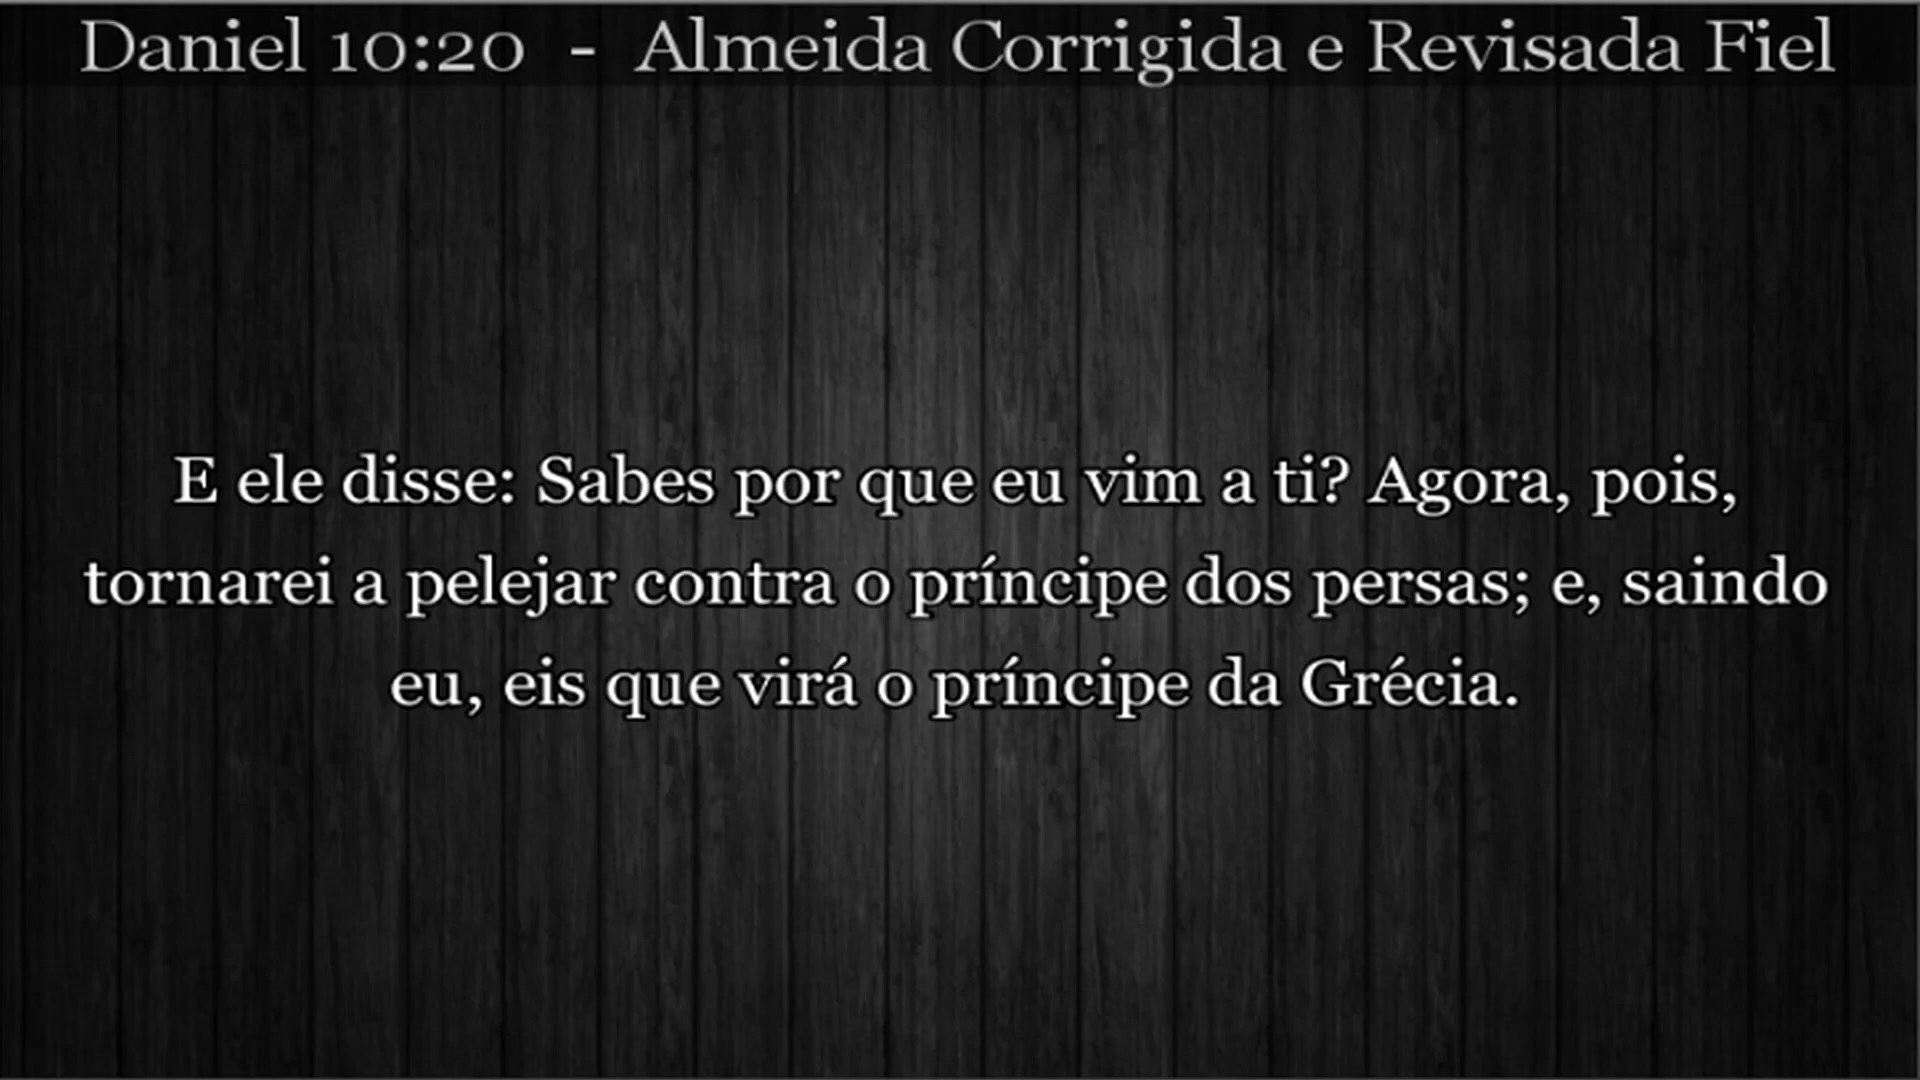 Daniel 10:20 - Almeida Corrigida e Revisada Fiel
E ele disse: Sabes por que eu vim a ti? Agora, pois,
tornarei a pelejar contra o príncipe dos persas; e, saindo
eu, eis que virá o príncipe da Grécia.